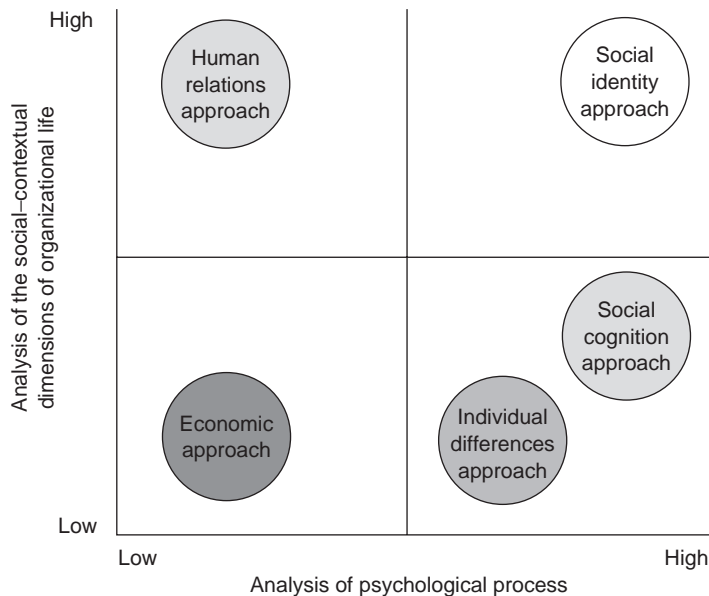 High
Human
relations
approach
Social
identity
approach
Analysis of the social–contextual
dimensions of organizational life
Social
cognition
approach
Economic
approach
Individual
differences
approach
Low
Low
High
Analysis of psychological process